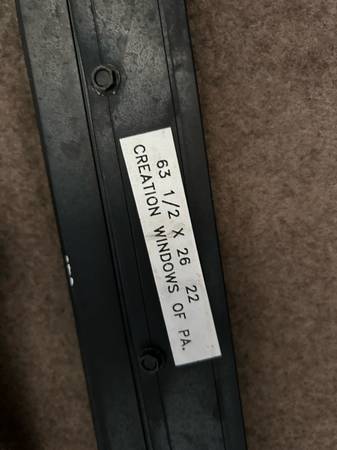 63 1/2 X 26 22
CREATION WINDOWS OF PA.